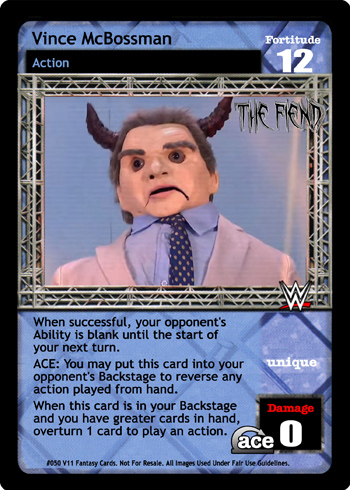 Vince McBossman
Fortitude
12
Action
THE FIEND
W
When successful, your opponent's
Ability is blank until the start of
your next turn.
ACE: You may put this card into your
opponent's Backstage to reverse any
action played from hand.
unique
When this card is in your Backstage
and you have greater cards in hand,
overturn 1 card to play an action.
Damage
ace 0
#050 V11 Fantasy Cards. Not For Resale. All Images Used Under Fair Use Guidelines.